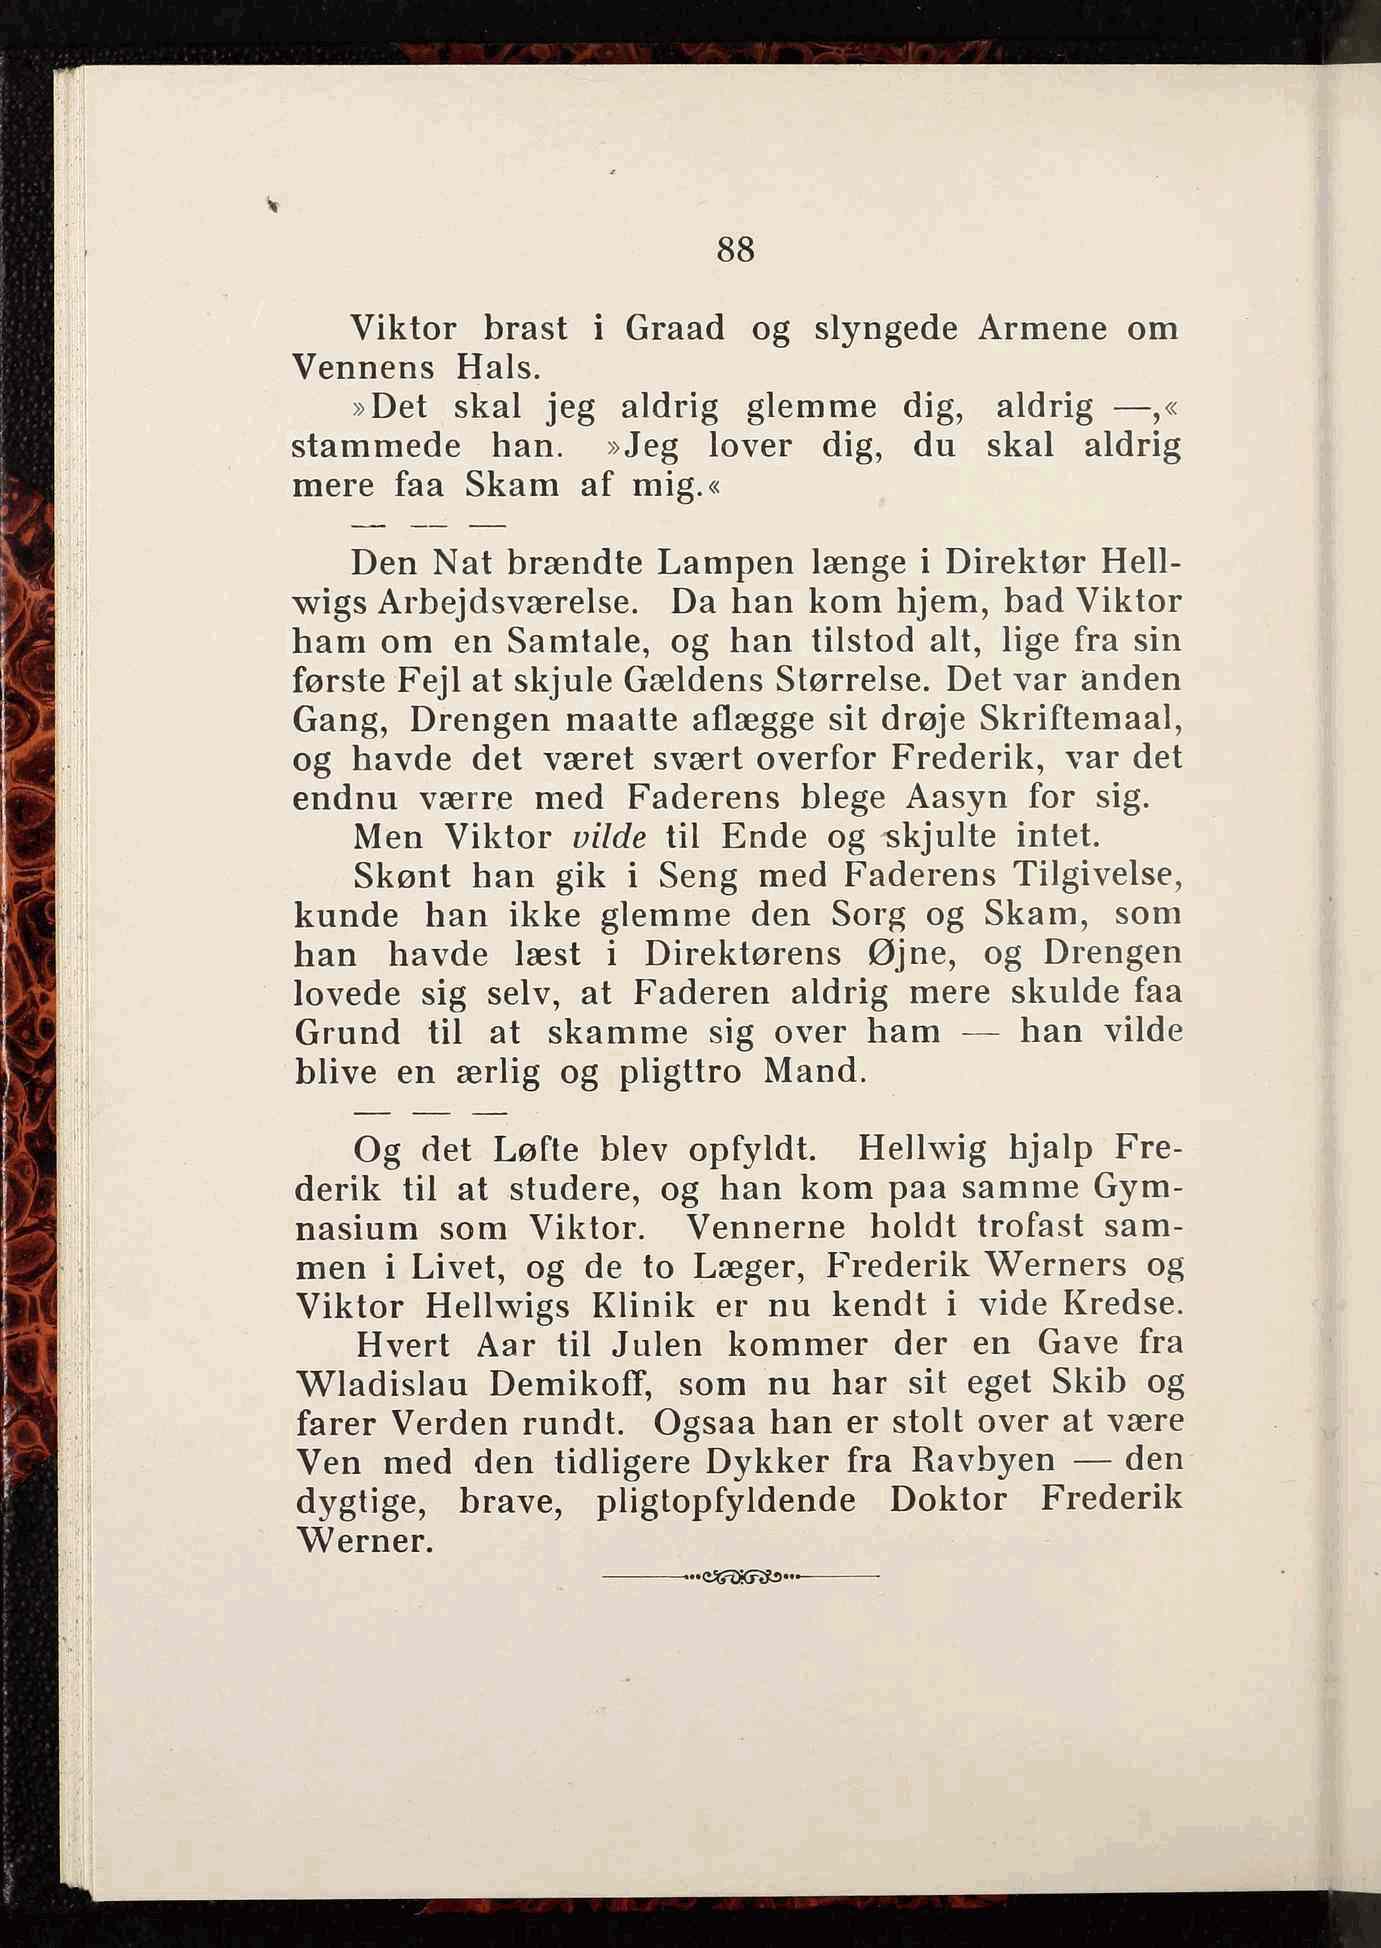 88
Viktor brast i Graad og slyngede Armene om
Vennens Hals.
»Det skal jeg aldrig glemme dig, aldrig —,«
stammede han. »Jeg lover dig, du skal aldrig
mere faa Skam af mig.«
— — —
Den Nat brændte Lampen længe i Direktør Hell-
wigs Arbejdsværelse. Da han kom hjem, bad Viktor
ham om en Samtale, og han tilstod alt, lige fra sin
første Fejl at skjule Gældens Størrelse. Det var anden
Gang, Drengen maatte aflægge sit drøje Skriftemaal,
og havde det været svært overfor Frederik, var det
endnu værre med Faderens blege Aasyn for sig.
Men Viktor vilde til Ende og skjulte intet.
Skønt han gik i Seng med Faderens Tilgivelse,
kunde han ikke glemme den Sorg og Skam, som
han havde læst i Direktørens Øjne, og Drengen
lovede sig selv, at Faderen aldrig mere skulde faa
Grund til at skamme sig over ham — han vilde
blive en ærlig og pligttro Mand.
— — —
Og det Løfte blev opfyldt. Hellwig hjalp Fre-
derik til at studere, og han kom paa samme Gym-
nasium som Viktor. Vennerne holdt trofast sam-
men i Livet, og de to Læger, Frederik Werners og
Viktor Hellwigs Klinik er nu kendt i vide Kredse.
Hvert Aar til Julen kommer der en Gave fra
Wladislau Demikoff, som nu har sit eget Skib og
farer Verden rundt. Ogsaa han er stolt over at være
Ven med den tidligere Dykker fra Ravbyen — den
dygtige, brave, pligtopfyldende Doktor Frederik
Werner.